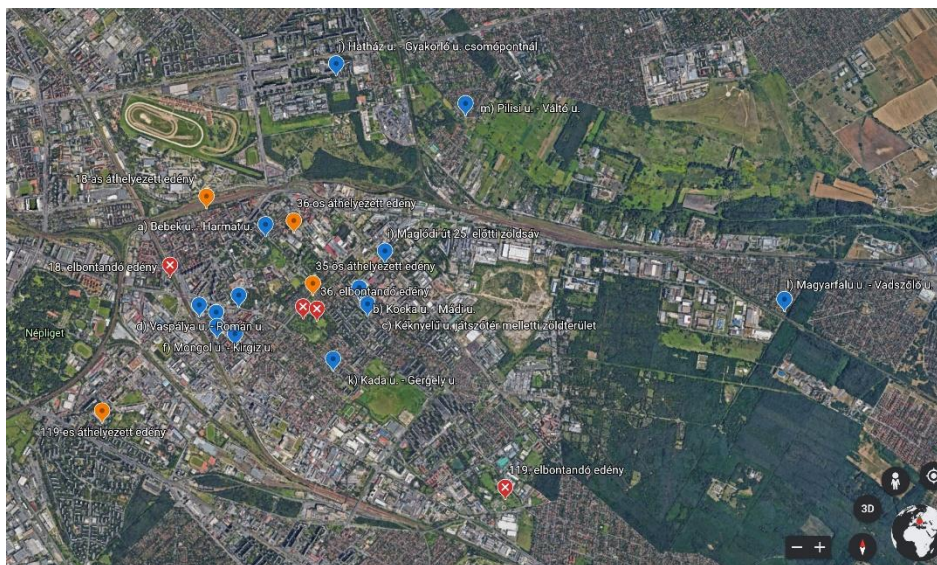 j) Hatház u. - Gyakorló u. csomópontnál
m) Pilisi u. - Váltó u.
18-as áthelyezett edény
36-os áthelyezett edény
a) Bebek u. - Harmat u.
i) Maglódi út 25. előtti zöldsáv
18. elbontandó edény
35-ös áthelyezett edény
36. elbontandó edény
l) Magyarfalu u. - Vadszőlő u.
b) Kocka u. - Mádi u.
d) Vaspálya u. - Román u.
c) Kéknyelű u. játszótér melletti zöldterület
Népliget
f) Mongol u. - Kirgiz u.
k) Kada u. - Gergely u
119-es áthelyezett edény
119. elbontandó edény
3D